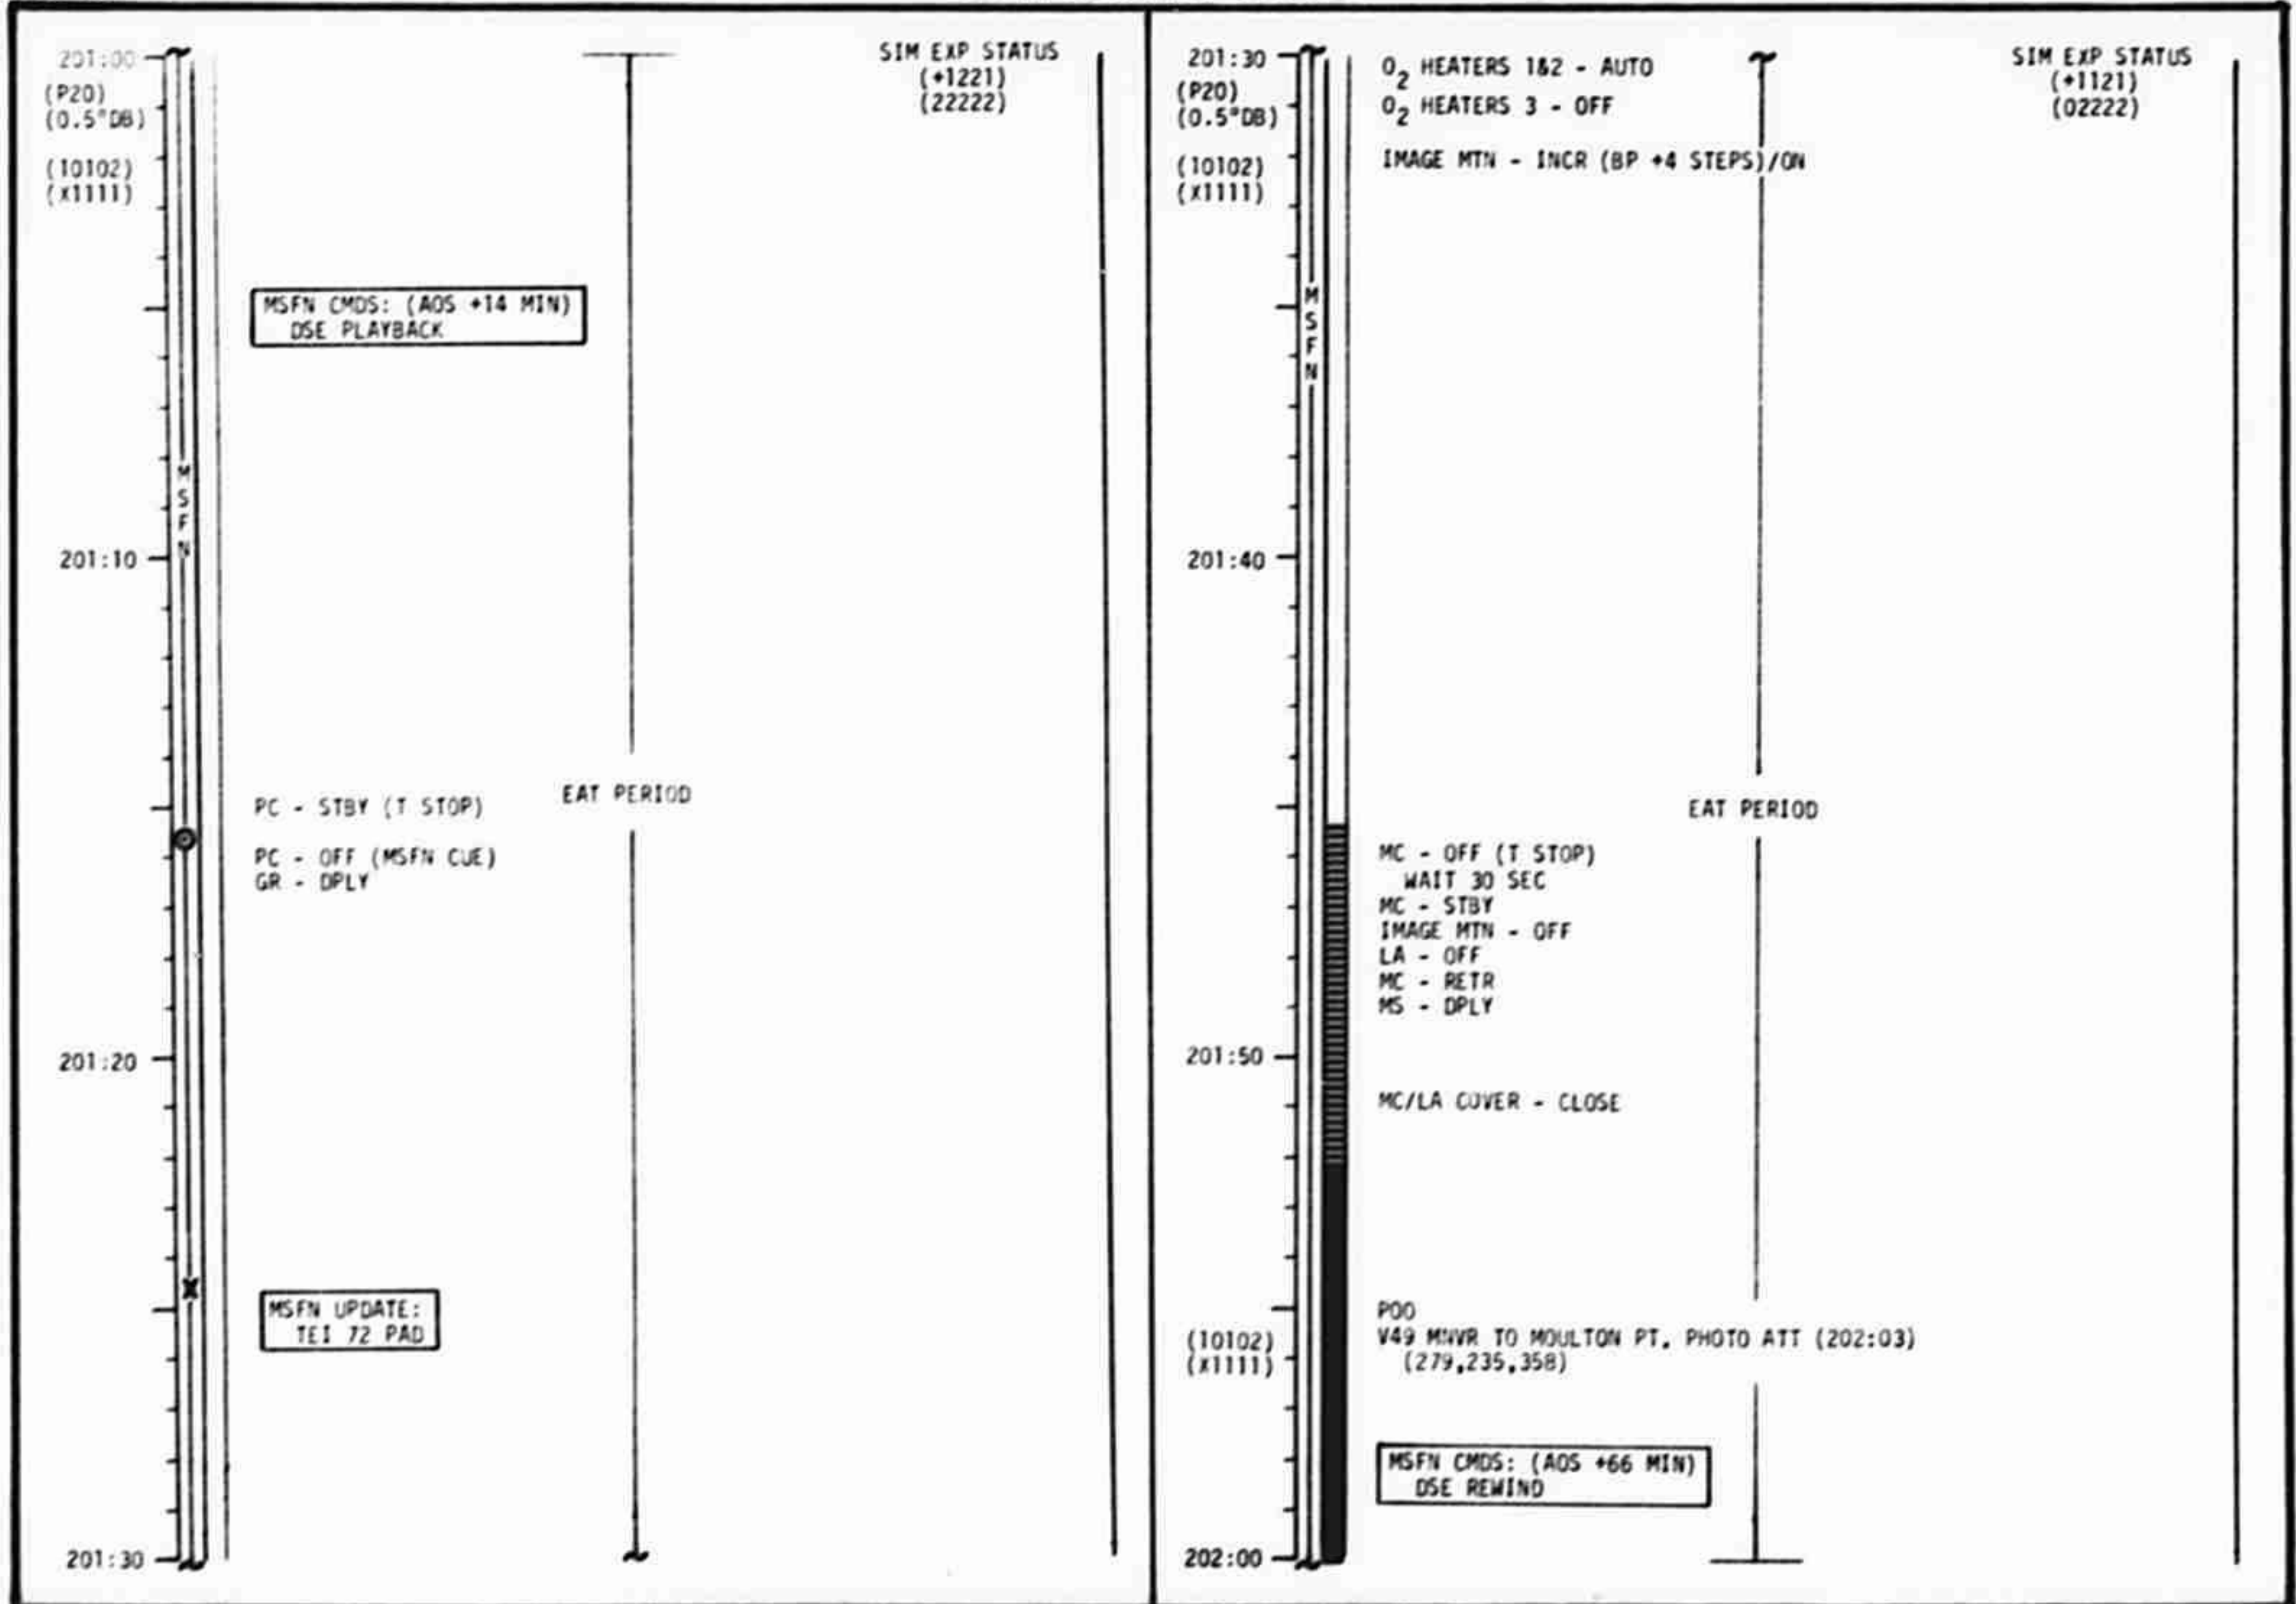 201:00
(P20)
(0.5°DB)
(10102)
(X1111)
SIM EXP STATUS
(+1221)
(22222)
MSFN CMDS: (AOS +14 MIN)
DSE PLAYBACK
MSFN
201:10
PC - STBY (T STOP)
EAT PERIOD
PC - OFF (MSFN CUE)
GR - DPLY
201:20
X
MSFN UPDATE:
TEI 72 PAD
201:30
201:30
(P20)
(0.5°DB)
(10102)
(X1111)
O2 HEATERS 1&2 - AUTO
O2 HEATERS 3 - OFF
IMAGE MTN - INCR (BP +4 STEPS)/ON
SIM EXP STATUS
(+1121)
(02222)
MSFN
201:40
EAT PERIOD
MC - OFF (T STOP)
WAIT 30 SEC
MC - STBY
IMAGE MTN - OFF
LA - OFF
MC - RETR
MS - DPLY
201:50
MC/LA COVER - CLOSE
P00
(10102)
(X1111)
V49 MNVR TO MOULTON PT. PHOTO ATT (202:03)
(279,235,358)
MSFN CMDS: (AOS +66 MIN)
DSE REWIND
202:00